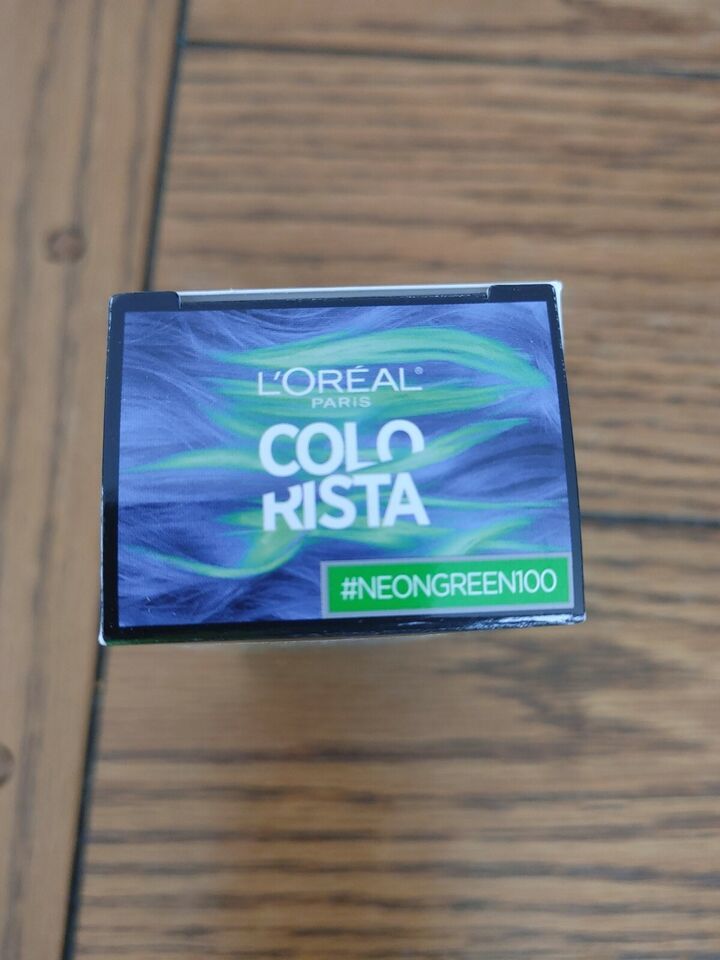 L'ORÉAL®
PARIS
COLO
RISTA
#NEONGREEN100